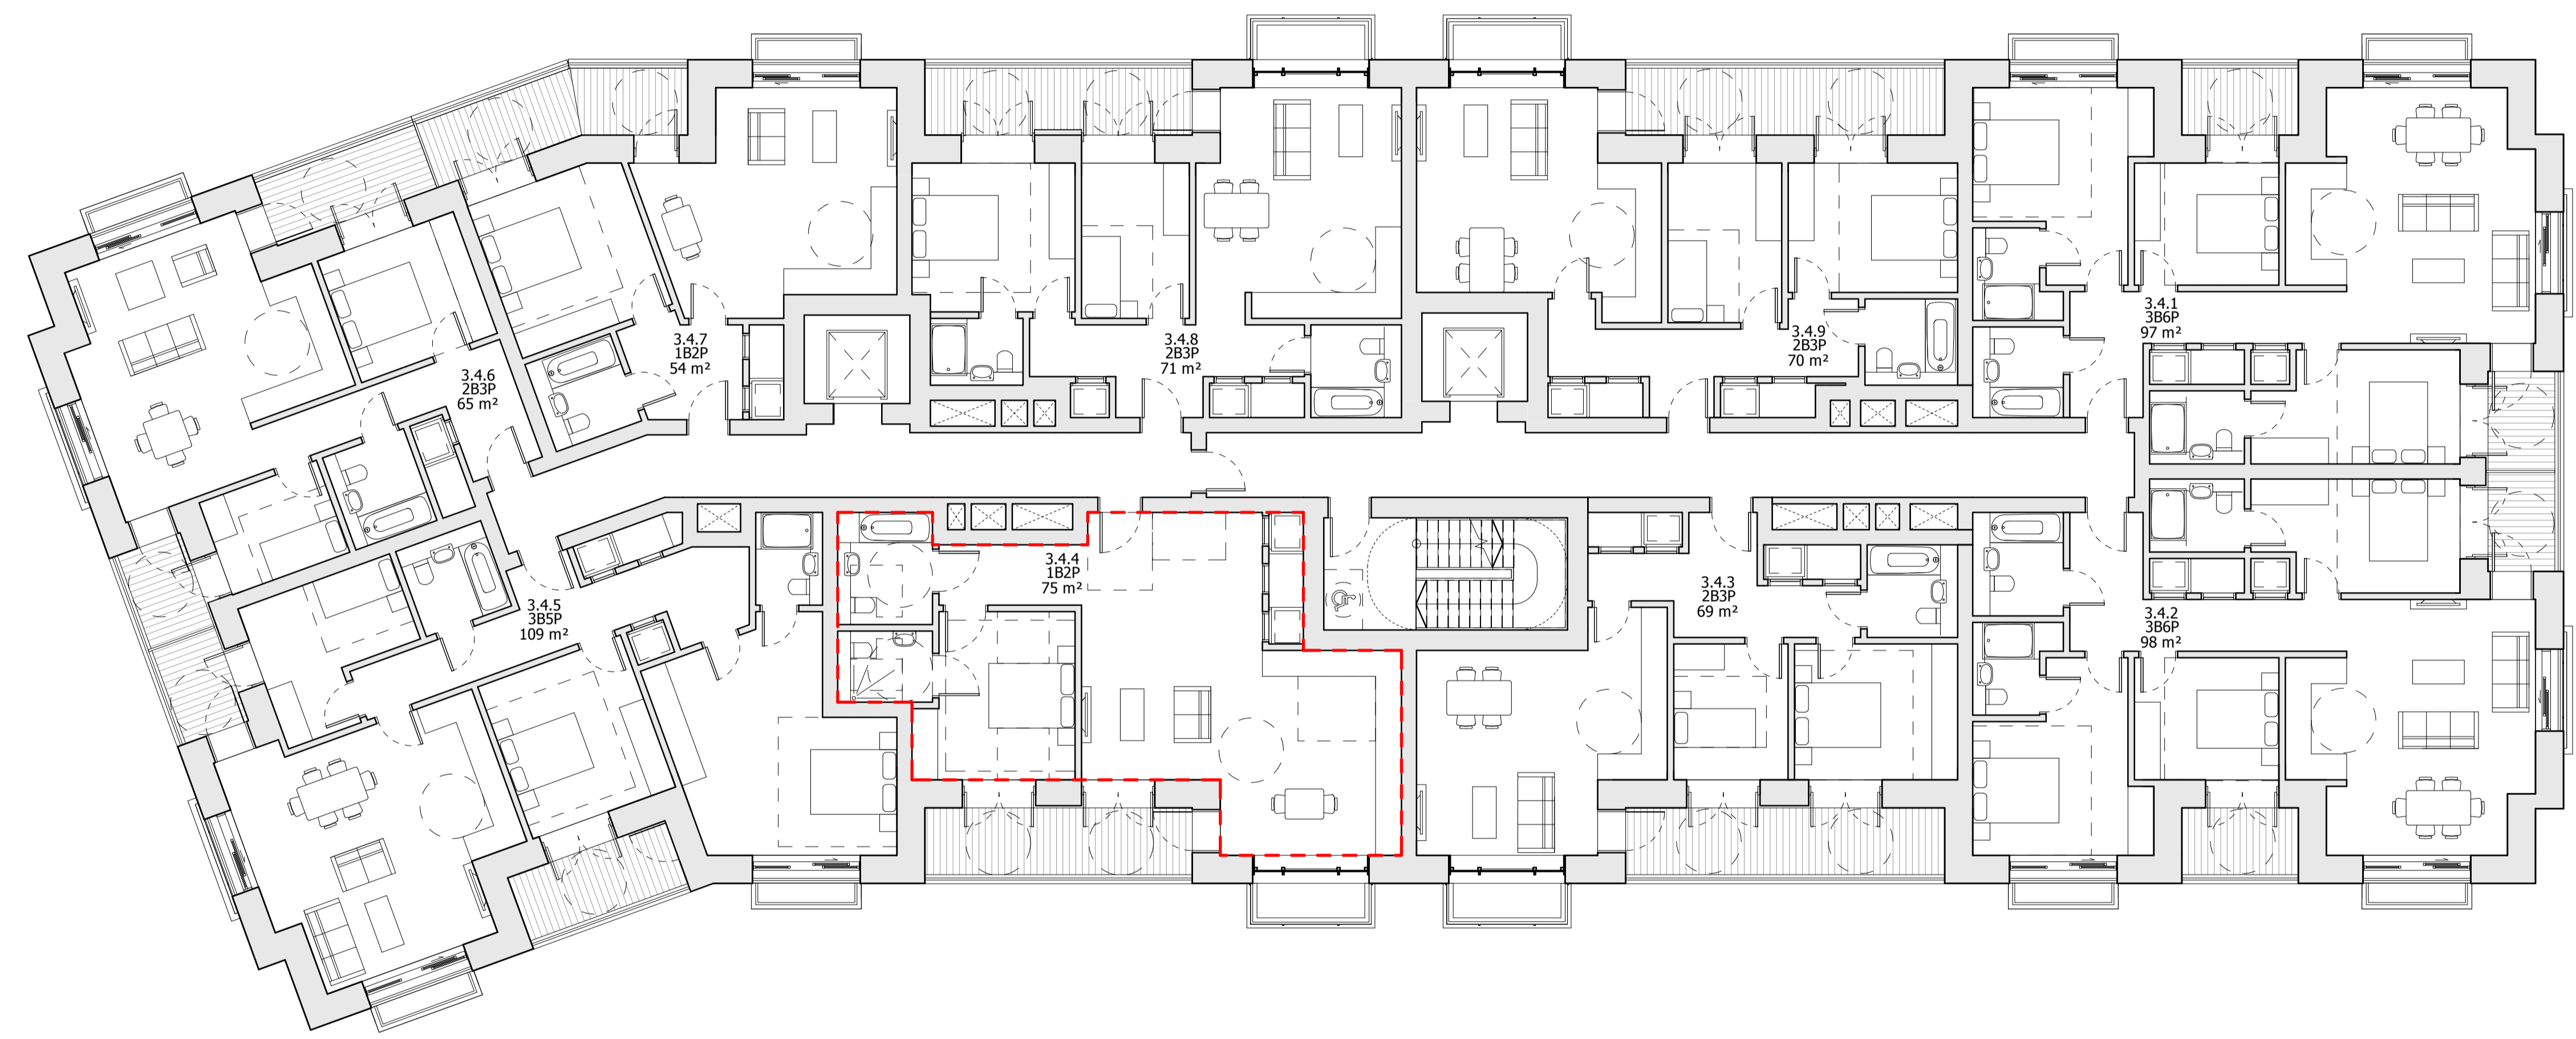 3.4.1
3B6P
97 m²
3.4.7
1B2P
54 m²
3.4.8
2B3P
71 m²
3.4.9
2B3P
70 m²
3.4.6
2B3P
65 m²
3.4.4
1B2P
75 m²
3.4.3
2B3P
69 m²
3.4.5
3B5P
109 m²
3.4.2
3B6P
98 m²